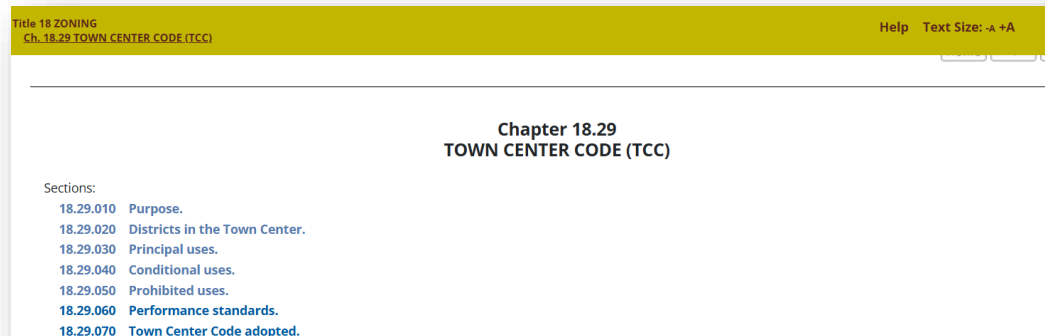 Title 18 ZONING
Ch. 18.29 TOWN CENTER CODE (TCC)
Help Text Size: -A +A
Chapter 18.29
TOWN CENTER CODE (TCC)
Sections:
18.29.010 Purpose.
18.29.020 Districts in the Town Center.
18.29.030 Principal uses.
18.29.040 Conditional uses.
18.29.050 Prohibited uses.
18.29.060 Performance standards.
18.29.070 Town Center Code adopted.